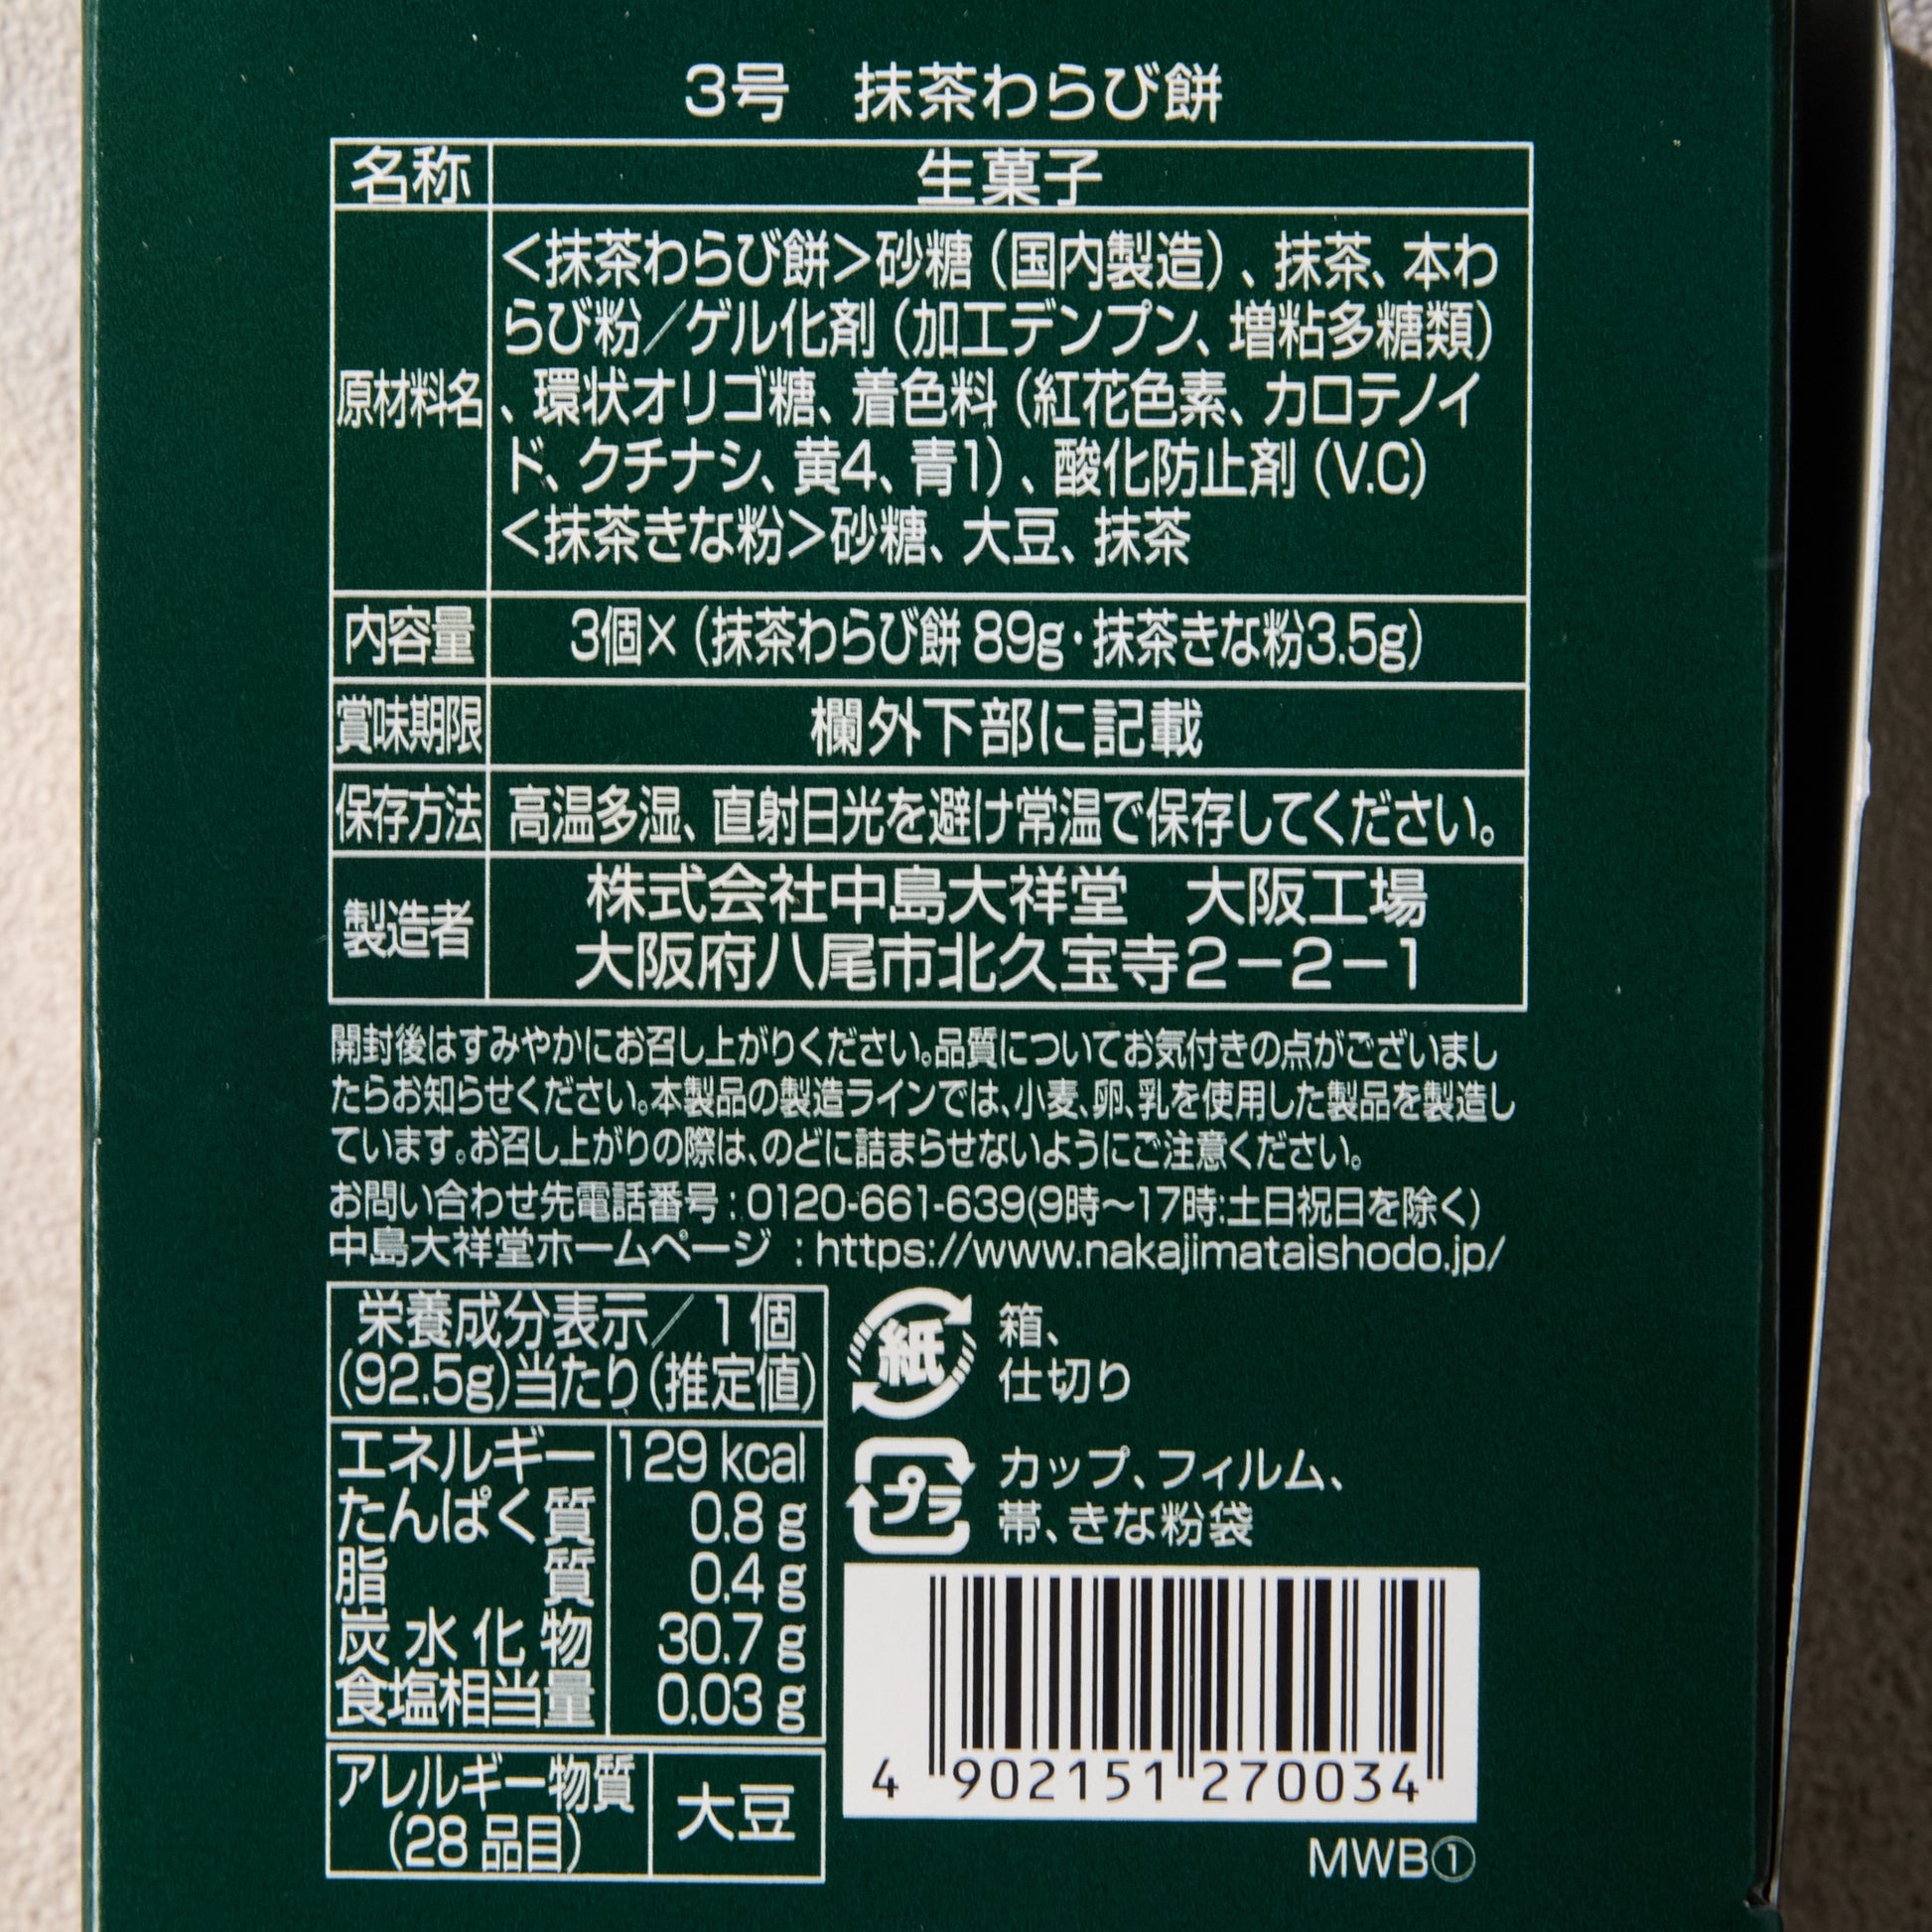 3号　抹茶わらび餅
名称 生菓子
原材料名
<抹茶わらび餅>砂糖（国内製造）、抹茶、本わ
らび粉／ゲル化剤（加工デンプン、増粘多糖類）
、環状オリゴ糖、着色料（紅花色素、カロテノイ
ド、クチナシ、黄4、青1）、酸化防止剤（V.C）
<抹茶きな粉>砂糖、大豆、抹茶
内容量 3個×（抹茶わらび餅 89g・抹茶きな粉3.5g）
賞味期限 欄外下部に記載
保存方法 高温多湿、直射日光を避け常温で保存してください。
製造者
株式会社中島大祥堂　大阪工場
大阪府八尾市北久宝寺2－2－1
開封後はすみやかにお召し上がりください。品質についてお気付きの点がございまし
たらお知らせください。本製品の製造ラインでは、小麦、卵、乳を使用した製品を製造し
ています。お召し上がりの際は、のどに詰まらせないようにご注意ください。
お問い合わせ先電話番号：0120-661-639(9時～17時:土日祝日を除く)
中島大祥堂ホームページ ：https://www.nakajimataishodo.jp/
栄養成分表示／1個
(92.5g)当たり(推定値)
エネルギー 129 kcal
たんぱく質 0.8 g
脂質 0.4 g
炭水化物 30.7 g
食塩相当量 0.03 g
アレルギー物質
（28品目）
大豆
紙
箱、
仕切り
プラ
カップ、フィルム、
帯、きな粉袋
4 902151 270034
MWB①